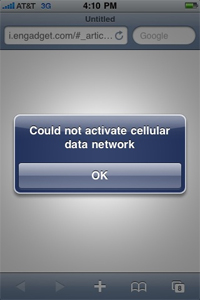 AT&T 3G 4:10 PM
Untitled
i.engadget.com/#_artic... Google
Could not activate cellular
data network
OK